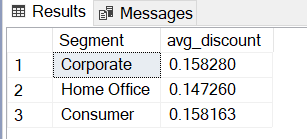 Results Messages
Segment avg_discount
1 Corporate 0.158280
2 Home Office 0.147260
3 Consumer 0.158163